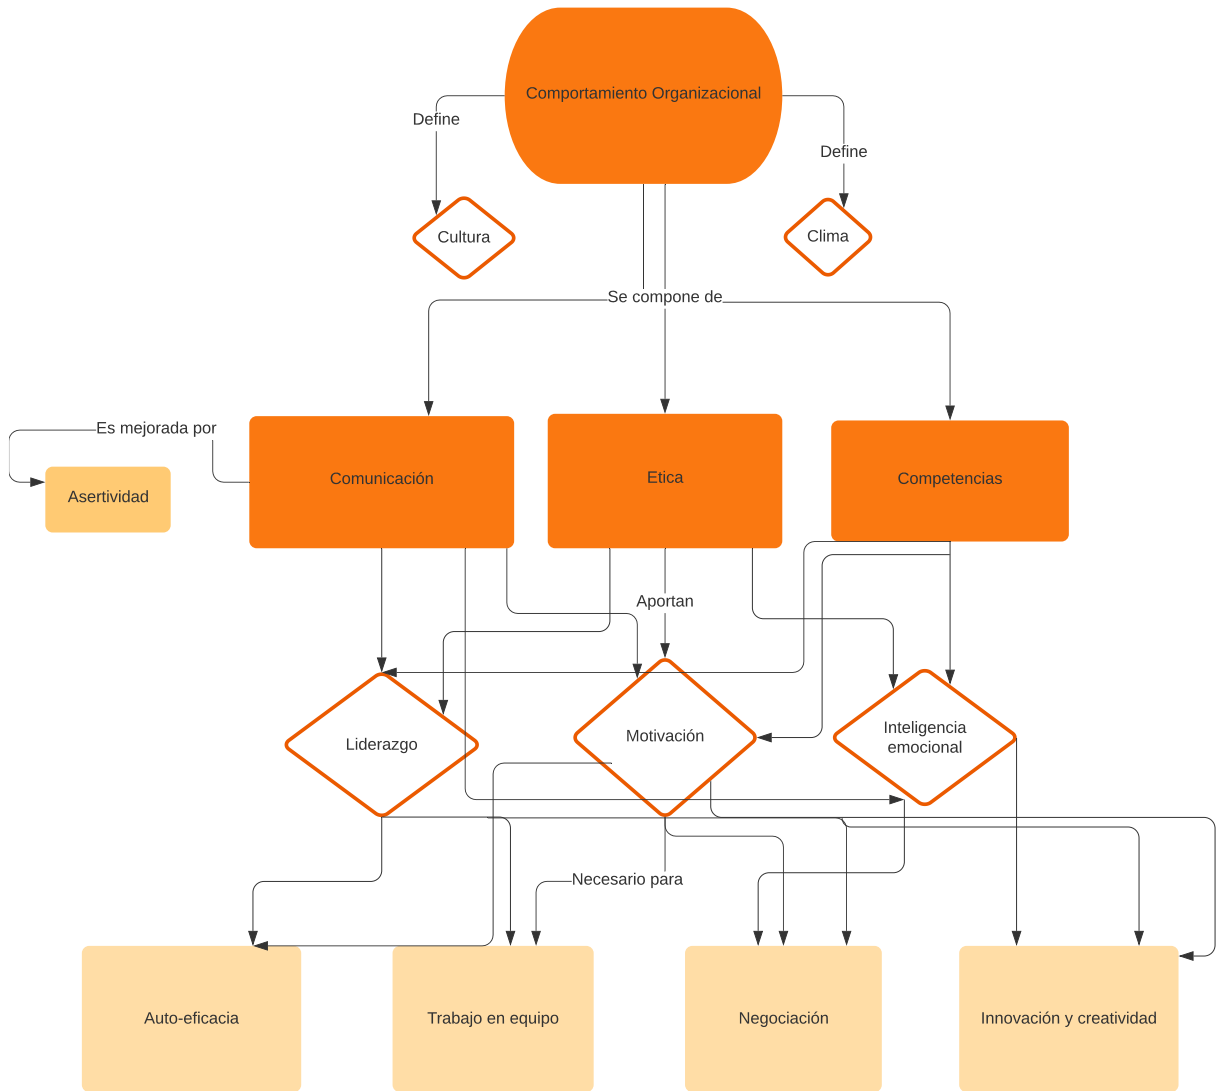 Comportamiento Organizacional
Define
Define
Cultura
Clima
Se compone de
Es mejorada por
Asertividad
Comunicación
Etica
Competencias
Aportan
Liderazgo
Motivación
Inteligencia
emocional
Necesario para
Auto-eficacia
Trabajo en equipo
Negociación
Innovación y creatividad